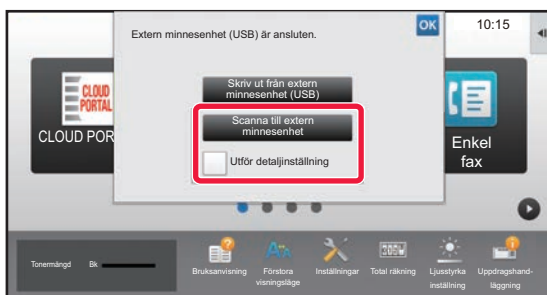 Extern minnesenhet (USB) är ansluten.
OK
10:15
Skriv ut från extern
minnesenhet (USB)
Scanna till extern
minnesenhet
Utför detaljinställning
CLOUD
PORTAL
CLOUD POR
Enkel
fax
Tonermängd
Bk
Bruksanvisning
Förstora
visningsläge
Inställningar
Total räkning
Ljusstyrka
inställning
Uppdragshand-
läggning